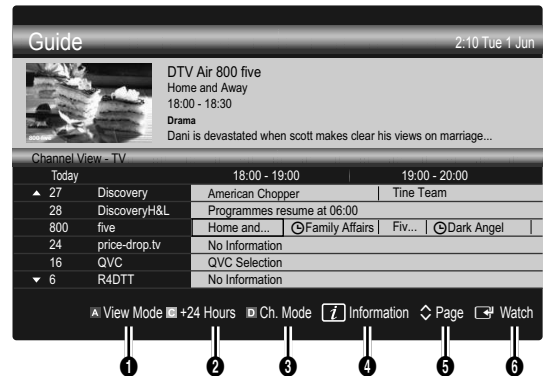 Guide
2:10 Tue 1 Jun
DTV Air 800 five
Home and Away
18:00 - 18:30
Drama
Dani is devastated when scott makes clear his views on marriage...
800 five
Channel View - TV
Today 18:00 - 19:00 19:00 - 20:00
▲ 27 Discovery American Chopper Tine Team
28 DiscoveryH&L Programmes resume at 06:00
800 five Home and... Family Affairs Fiv... Dark Angel
24 price-drop.tv No Information
16 QVC QVC Selection
▼ 6 R4DTT No Information
A View Mode C +24 Hours D Ch. Mode i Information Page Watch
1 2 3 4 5 6